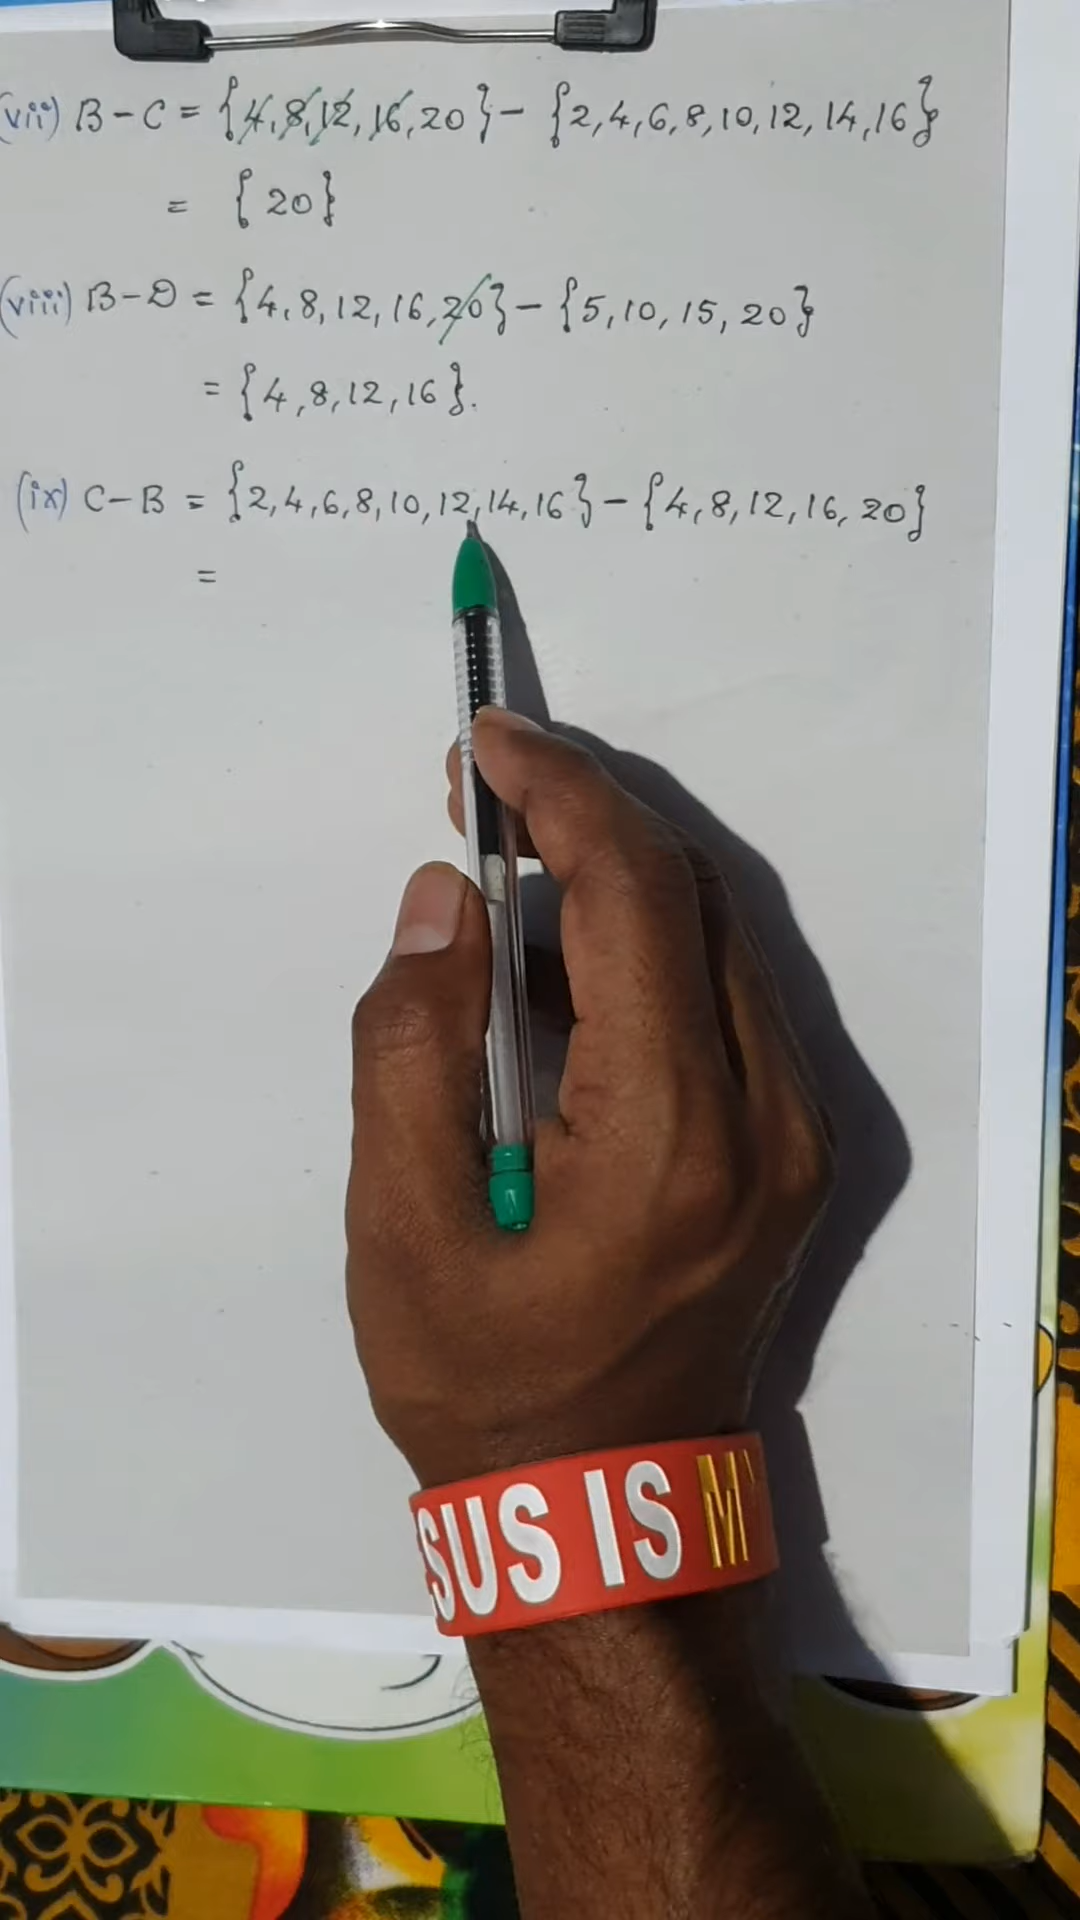 (vii) B - C = {4, 8, 12, 16, 20} - {2, 4, 6, 8, 10, 12, 14, 16}
= {20}
(viii) B - D = {4, 8, 12, 16, 20} - {5, 10, 15, 20}
= {4, 8, 12, 16}.
(ix) C - B = {2, 4, 6, 8, 10, 12, 14, 16} - {4, 8, 12, 16, 20}
=
SUS IS M